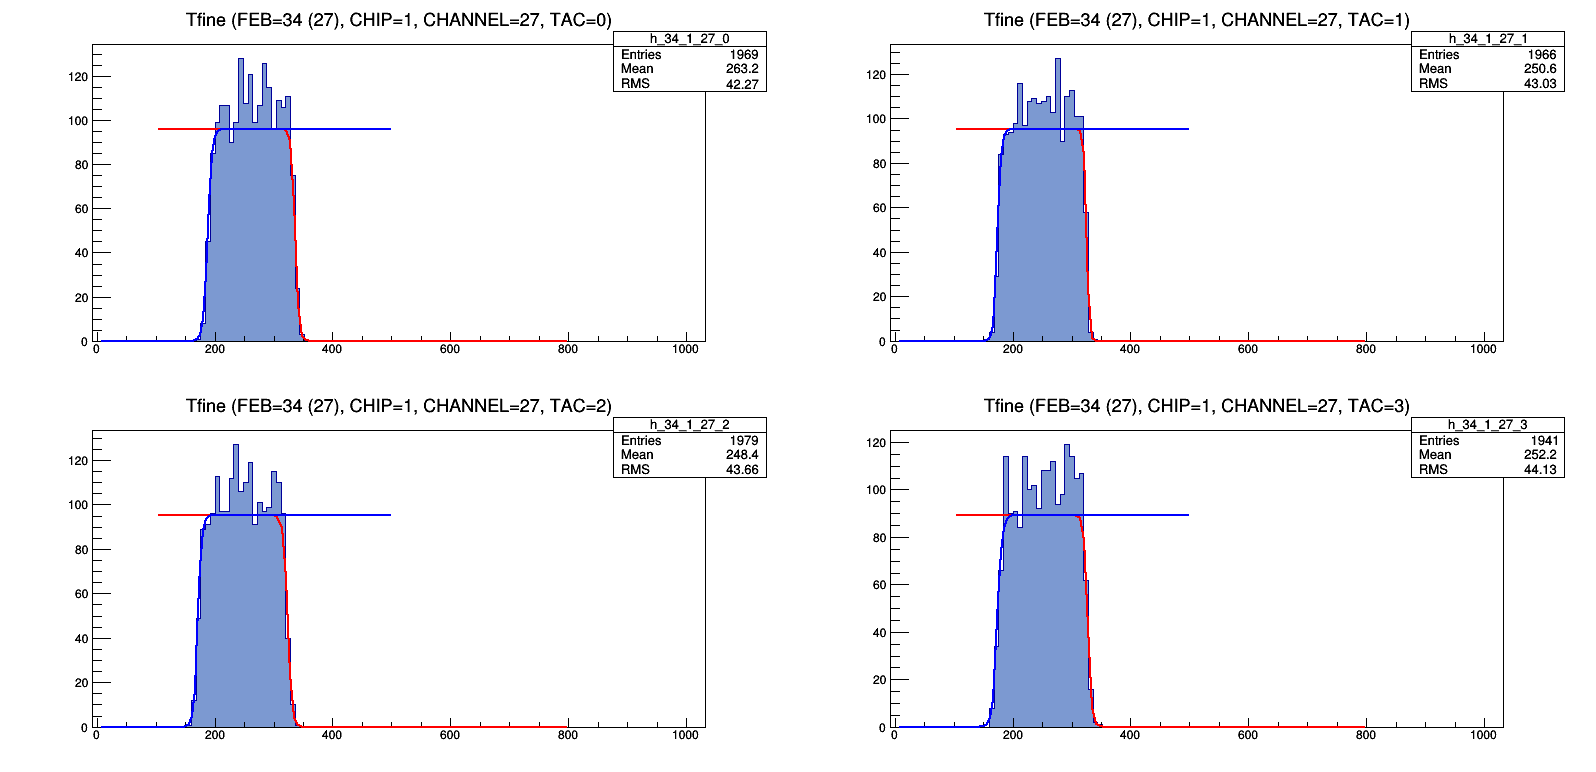 Tfine (FEB=34 (27), CHIP=1, CHANNEL=27, TAC=0)
h_34_1_27_0
Entries 1969
Mean 263.2
RMS 42.27
120
100
80
60
40
20
0
0 200 400 600 800 1000
Tfine (FEB=34 (27), CHIP=1, CHANNEL=27, TAC=1)
h_34_1_27_1
Entries 1966
Mean 250.6
RMS 43.03
120
100
80
60
40
20
0
0 200 400 600 800 1000
Tfine (FEB=34 (27), CHIP=1, CHANNEL=27, TAC=2)
h_34_1_27_2
Entries 1979
Mean 248.4
RMS 43.66
120
100
80
60
40
20
0
0 200 400 600 800 1000
Tfine (FEB=34 (27), CHIP=1, CHANNEL=27, TAC=3)
h_34_1_27_3
Entries 1941
Mean 252.2
RMS 44.13
120
100
80
60
40
20
0
0 200 400 600 800 1000